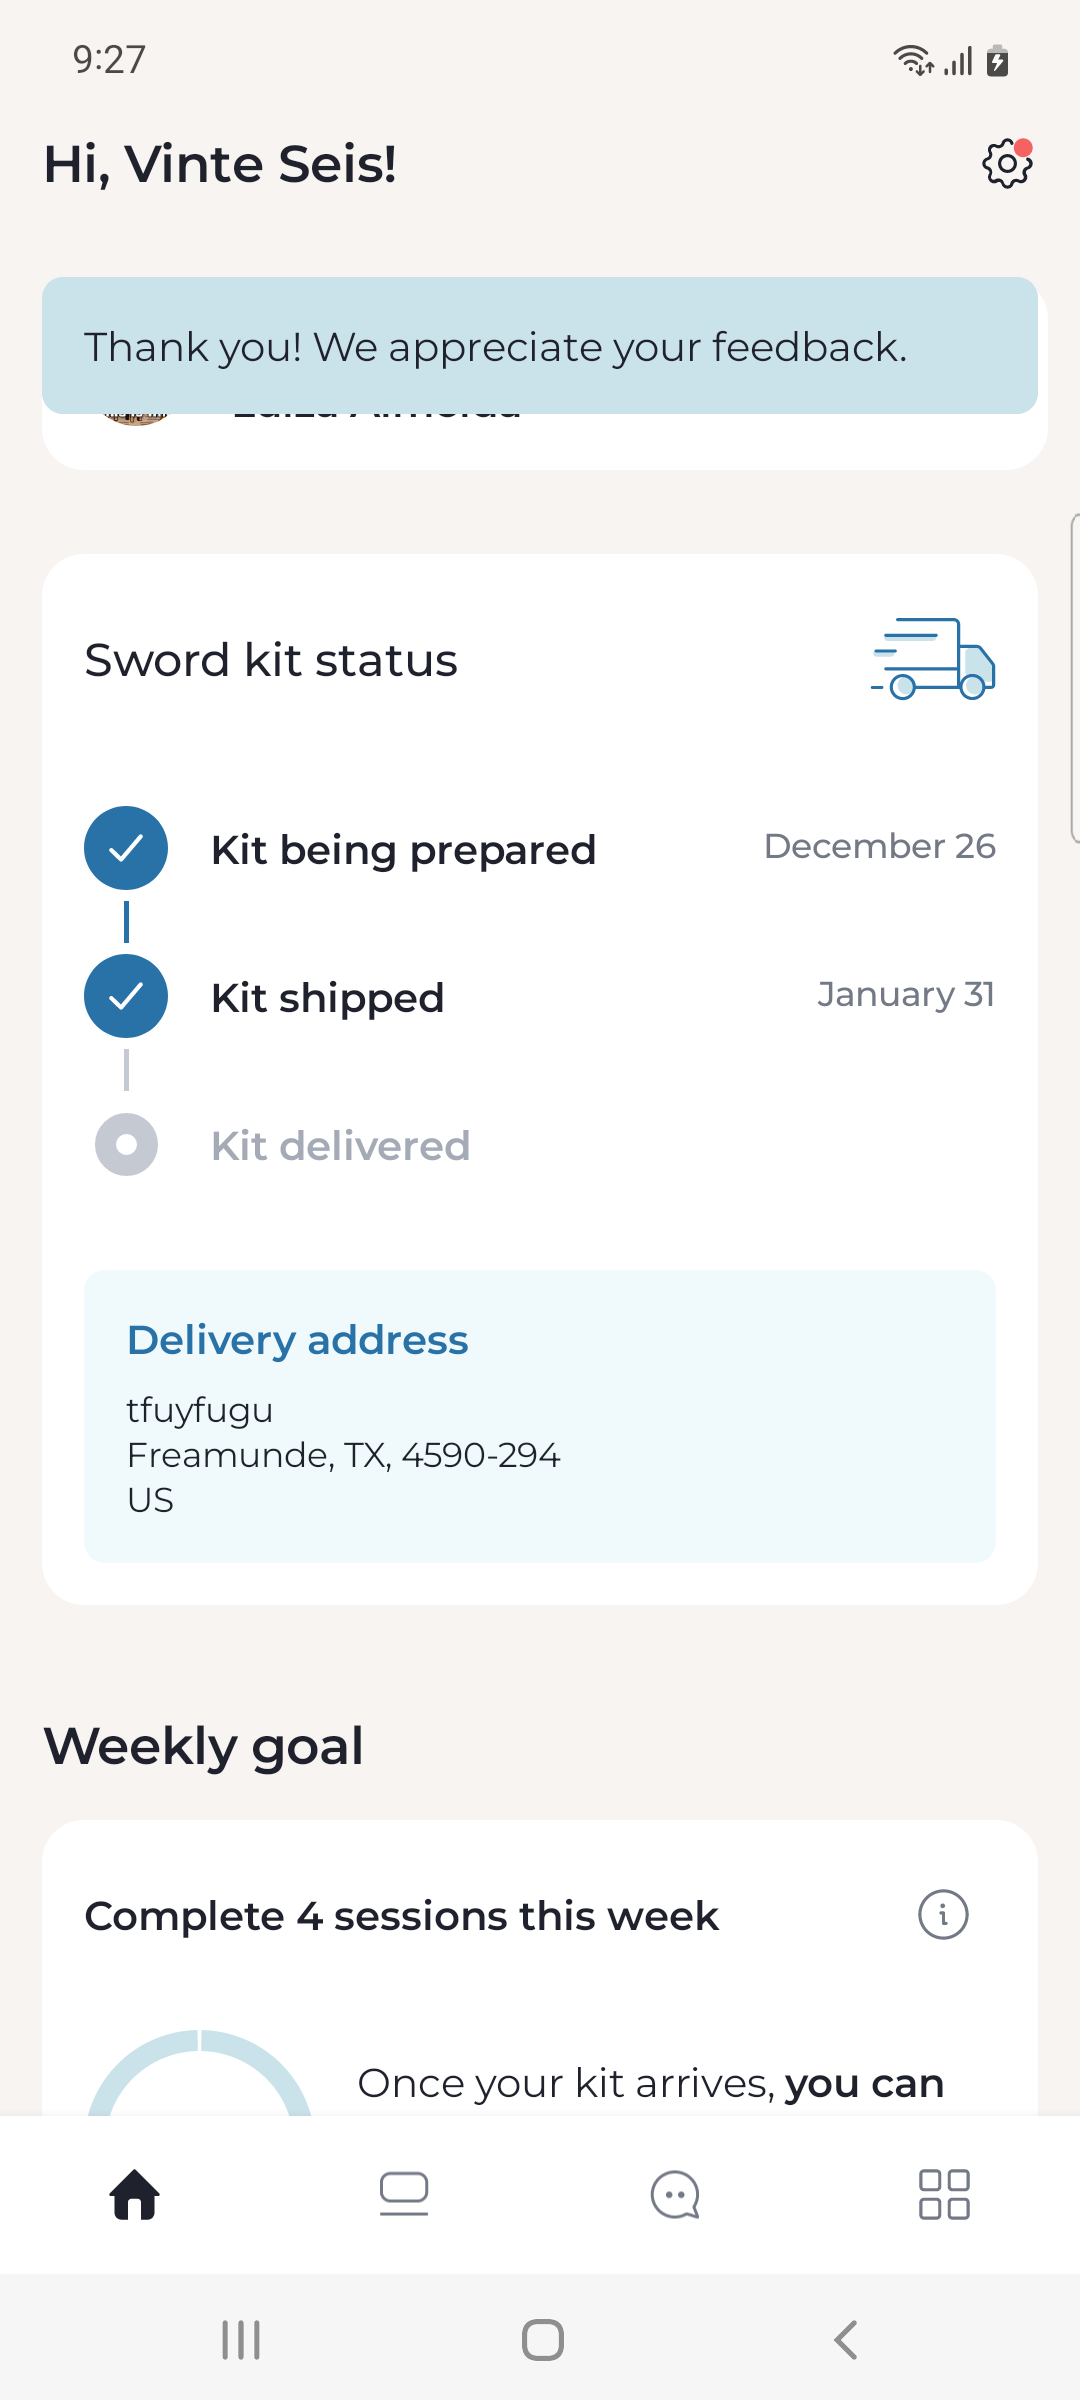 9:27
Hi, Vinte Seis!
Thank you! We appreciate your feedback.
Sword kit status
Kit being prepared
December 26
Kit shipped
January 31
Kit delivered
Delivery address
tfuyfugu
Freamunde, TX, 4590-294
US
Weekly goal
Complete 4 sessions this week
Once your kit arrives, you can